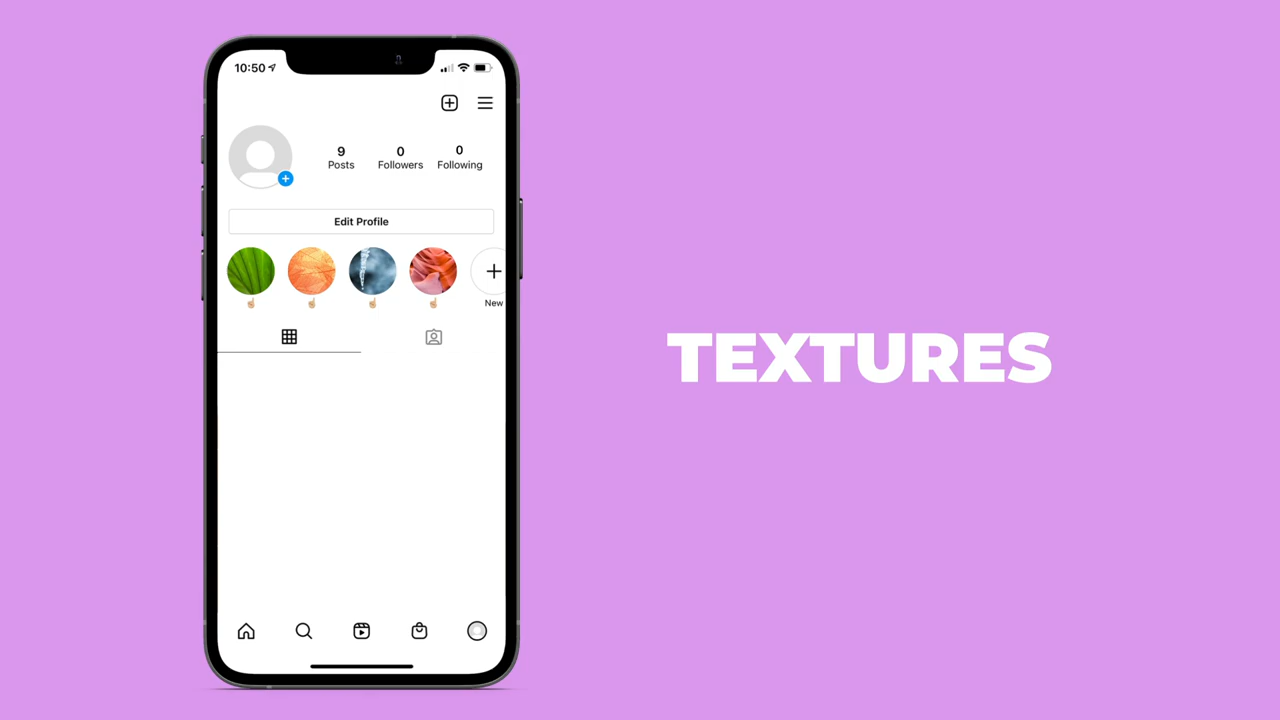 10:50
9
Posts
0
Followers
0
Following
Edit Profile
New
TEXTURES